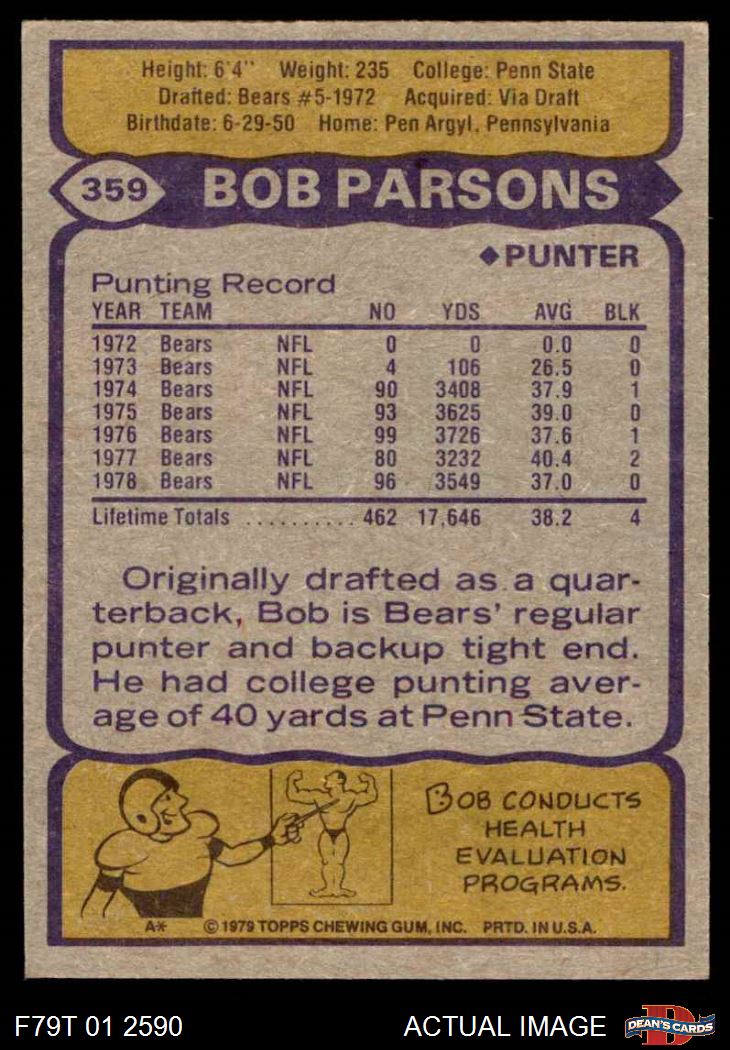 Height: 6'4" Weight: 235 College: Penn State
Drafted: Bears #5-1972 Acquired: Via Draft
Birthdate: 6-29-50 Home: Pen Argyl, Pennsylvania
359 BOB PARSONS
◆PUNTER
Punting Record
YEAR TEAM NO YDS AVG BLK
1972 Bears NFL 0 0 0.0 0
1973 Bears NFL 4 106 26.5 0
1974 Bears NFL 90 3408 37.9 1
1975 Bears NFL 93 3625 39.0 0
1976 Bears NFL 99 3726 37.6 1
1977 Bears NFL 80 3232 40.4 2
1978 Bears NFL 96 3549 37.0 0
Lifetime Totals .......... 462 17,646 38.2 4
Originally drafted as a quar-
terback, Bob is Bears' regular
punter and backup tight end.
He had college punting aver-
age of 40 yards at Penn State.
BOB CONDUCTS
HEALTH
EVALUATION
PROGRAMS.
A* © 1979 TOPPS CHEWING GUM, INC. PRTD. IN U.S.A.
F79T 01 2590 ACTUAL IMAGE D DEAN'S CARDS